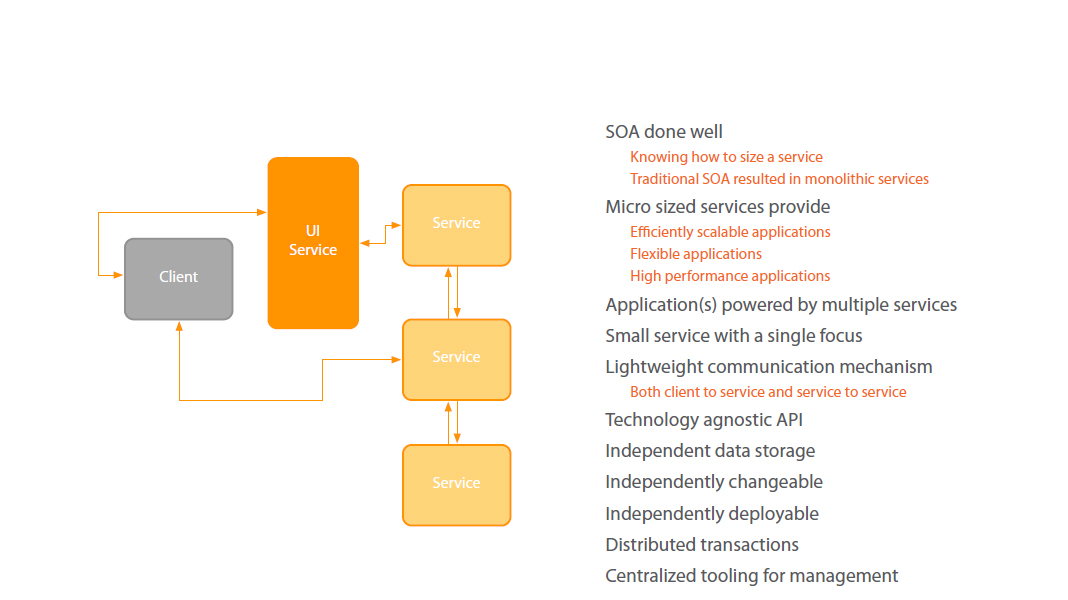 Client
UI
Service
Service
Service
Service
SOA done well
Knowing how to size a service
Traditional SOA resulted in monolithic services
Micro sized services provide
Efficiently scalable applications
Flexible applications
High performance applications
Application(s) powered by multiple services
Small service with a single focus
Lightweight communication mechanism
Both client to service and service to service
Technology agnostic API
Independent data storage
Independently changeable
Independently deployable
Distributed transactions
Centralized tooling for management